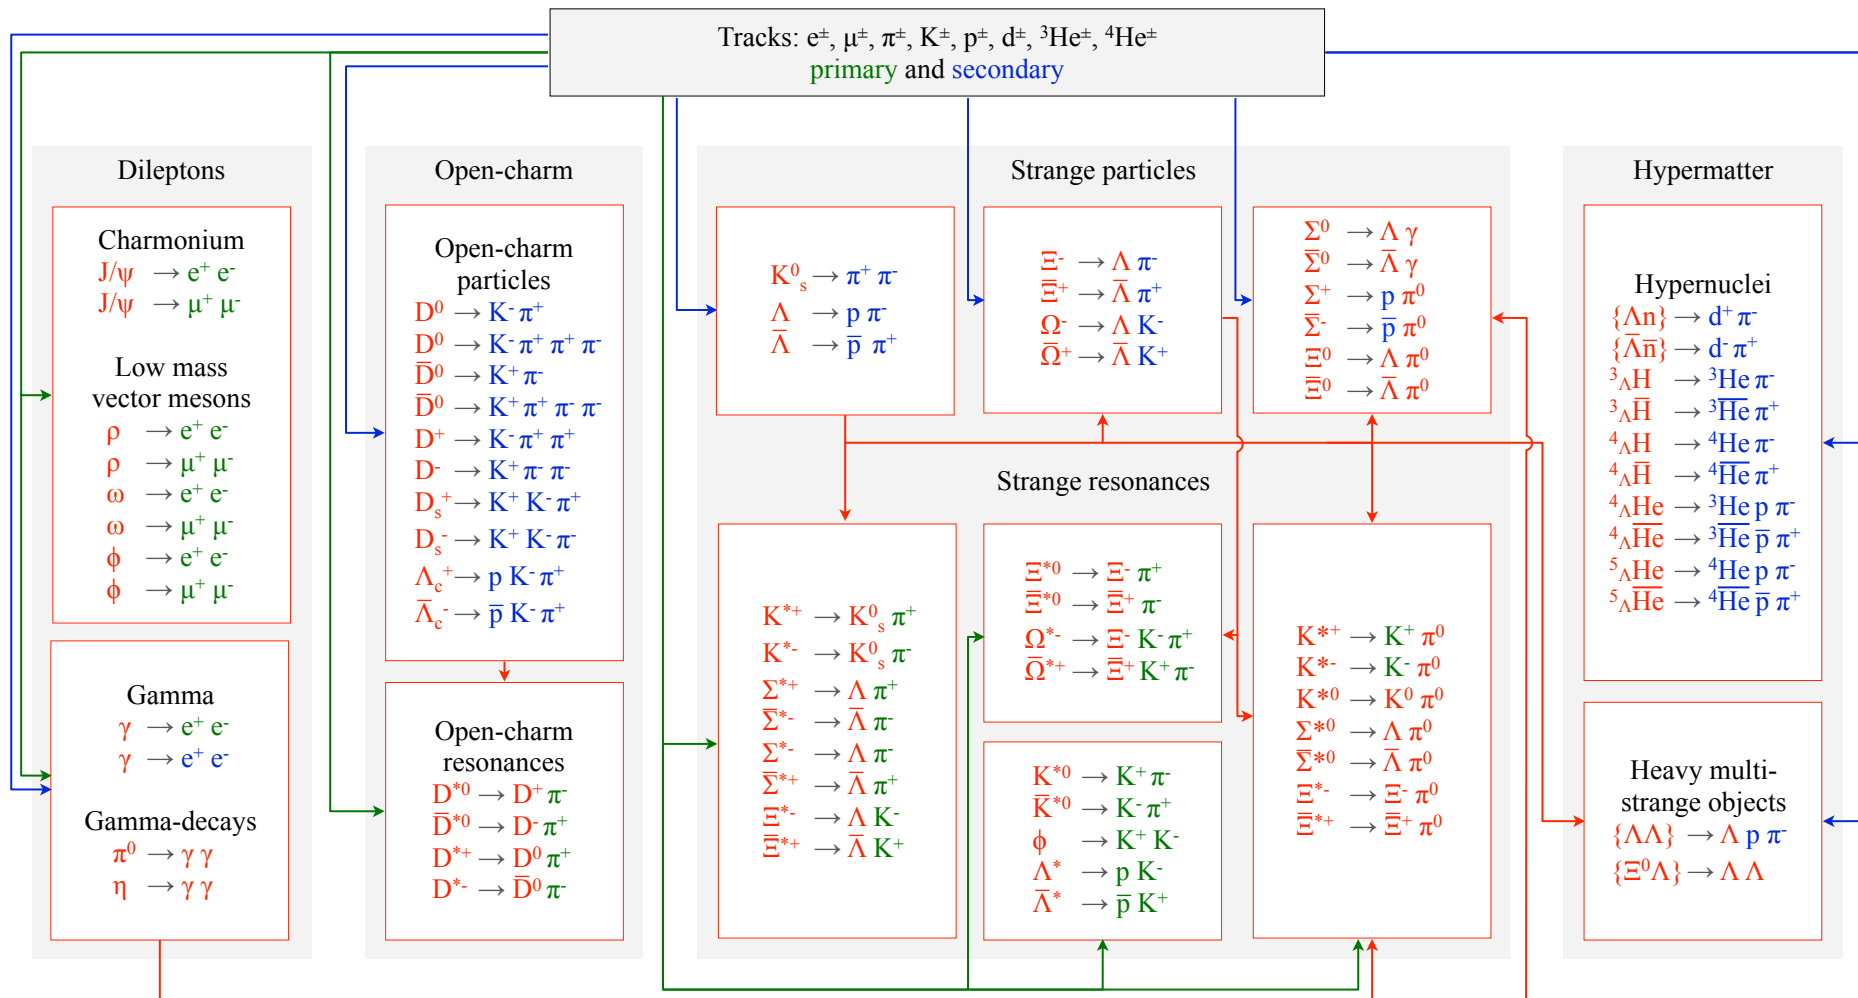 Tracks: e±, μ±, π±, K±, p±, d±, ³He±, ⁴He±
primary and secondary
Dileptons
Charmonium
J/ψ → e⁺ e⁻
J/ψ → μ⁺ μ⁻
Low mass
vector mesons
ρ → e⁺ e⁻
ρ → μ⁺ μ⁻
ω → e⁺ e⁻
ω → μ⁺ μ⁻
ϕ → e⁺ e⁻
ϕ → μ⁺ μ⁻
Gamma
γ → e⁺ e⁻
γ → e⁺ e⁻
Gamma-decays
π⁰ → γ γ
η → γ γ
Open-charm
Open-charm
particles
D⁰ → K⁻ π⁺
D⁰ → K⁻ π⁺ π⁺ π⁻
D̅⁰ → K⁺ π⁻
D̅⁰ → K⁺ π⁺ π⁻ π⁻
D⁺ → K⁻ π⁺ π⁺
D⁻ → K⁺ π⁻ π⁻
Dₛ⁺ → K⁺ K⁻ π⁺
Dₛ⁻ → K⁺ K⁻ π⁻
Λc⁺ → p K⁻ π⁺
Λ̅c⁻ → p̅ K⁻ π⁺
Open-charm
resonances
D*⁰ → D⁺ π⁻
D̅*⁰ → D⁻ π⁺
D*⁺ → D⁰ π⁺
D*⁻ → D̅⁰ π⁻
Strange particles
K⁰ₛ → π⁺ π⁻
Λ → p π⁻
Λ̅ → p̅ π⁺
Ξ⁻ → Λ π⁻
Ξ̅⁺ → Λ̅ π⁺
Ω⁻ → Λ K⁻
Ω̅⁺ → Λ̅ K⁺
Σ⁰ → Λ γ
Σ̅⁰ → Λ̅ γ
Σ⁺ → p π⁰
Σ̅⁻ → p̅ π⁰
Ξ⁰ → Λ π⁰
Ξ̅⁰ → Λ̅ π⁰
Strange resonances
K*⁺ → K⁰ₛ π⁺
K*⁻ → K⁰ₛ π⁻
Σ*⁺ → Λ π⁺
Σ̅*⁻ → Λ̅ π⁻
Σ*⁻ → Λ π⁻
Σ̅*⁺ → Λ̅ π⁺
Ξ*⁻ → Λ K⁻
Ξ̅*⁺ → Λ̅ K⁺
Ξ*⁰ → Ξ⁻ π⁺
Ξ̅*⁰ → Ξ̅⁺ π⁻
Ω*⁻ → Ξ⁻ K⁻ π⁺
Ω̅*⁺ → Ξ̅⁺ K⁺ π⁻
K*⁰ → K⁺ π⁻
K̅*⁰ → K⁻ π⁺
ϕ → K⁺ K⁻
Λ* → p K⁻
Λ̅* → p̅ K⁺
K*⁺ → K⁺ π⁰
K*⁻ → K⁻ π⁰
K*⁰ → K⁰ π⁰
Σ*⁰ → Λ π⁰
Σ̅*⁰ → Λ̅ π⁰
Ξ*⁻ → Ξ⁻ π⁰
Ξ̅*⁺ → Ξ̅⁺ π⁰
Hypermatter
Hypernuclei
{Λn} → d⁺ π⁻
{Λ̅n̅} → d⁻ π⁺
³ΛH → ³He π⁻
³ΛH̅ → ³H̅e̅ π⁺
⁴ΛH → ⁴He π⁻
⁴ΛH̅ → ⁴H̅e̅ π⁺
⁴ΛHe → ³He p π⁻
⁴ΛH̅e̅ → ³H̅e̅ p̅ π⁺
⁵ΛHe → ⁴He p π⁻
⁵ΛH̅e̅ → ⁴H̅e̅ p̅ π⁺
Heavy multi-
strange objects
{ΛΛ} → Λ p π⁻
{Ξ⁰Λ} → Λ Λ